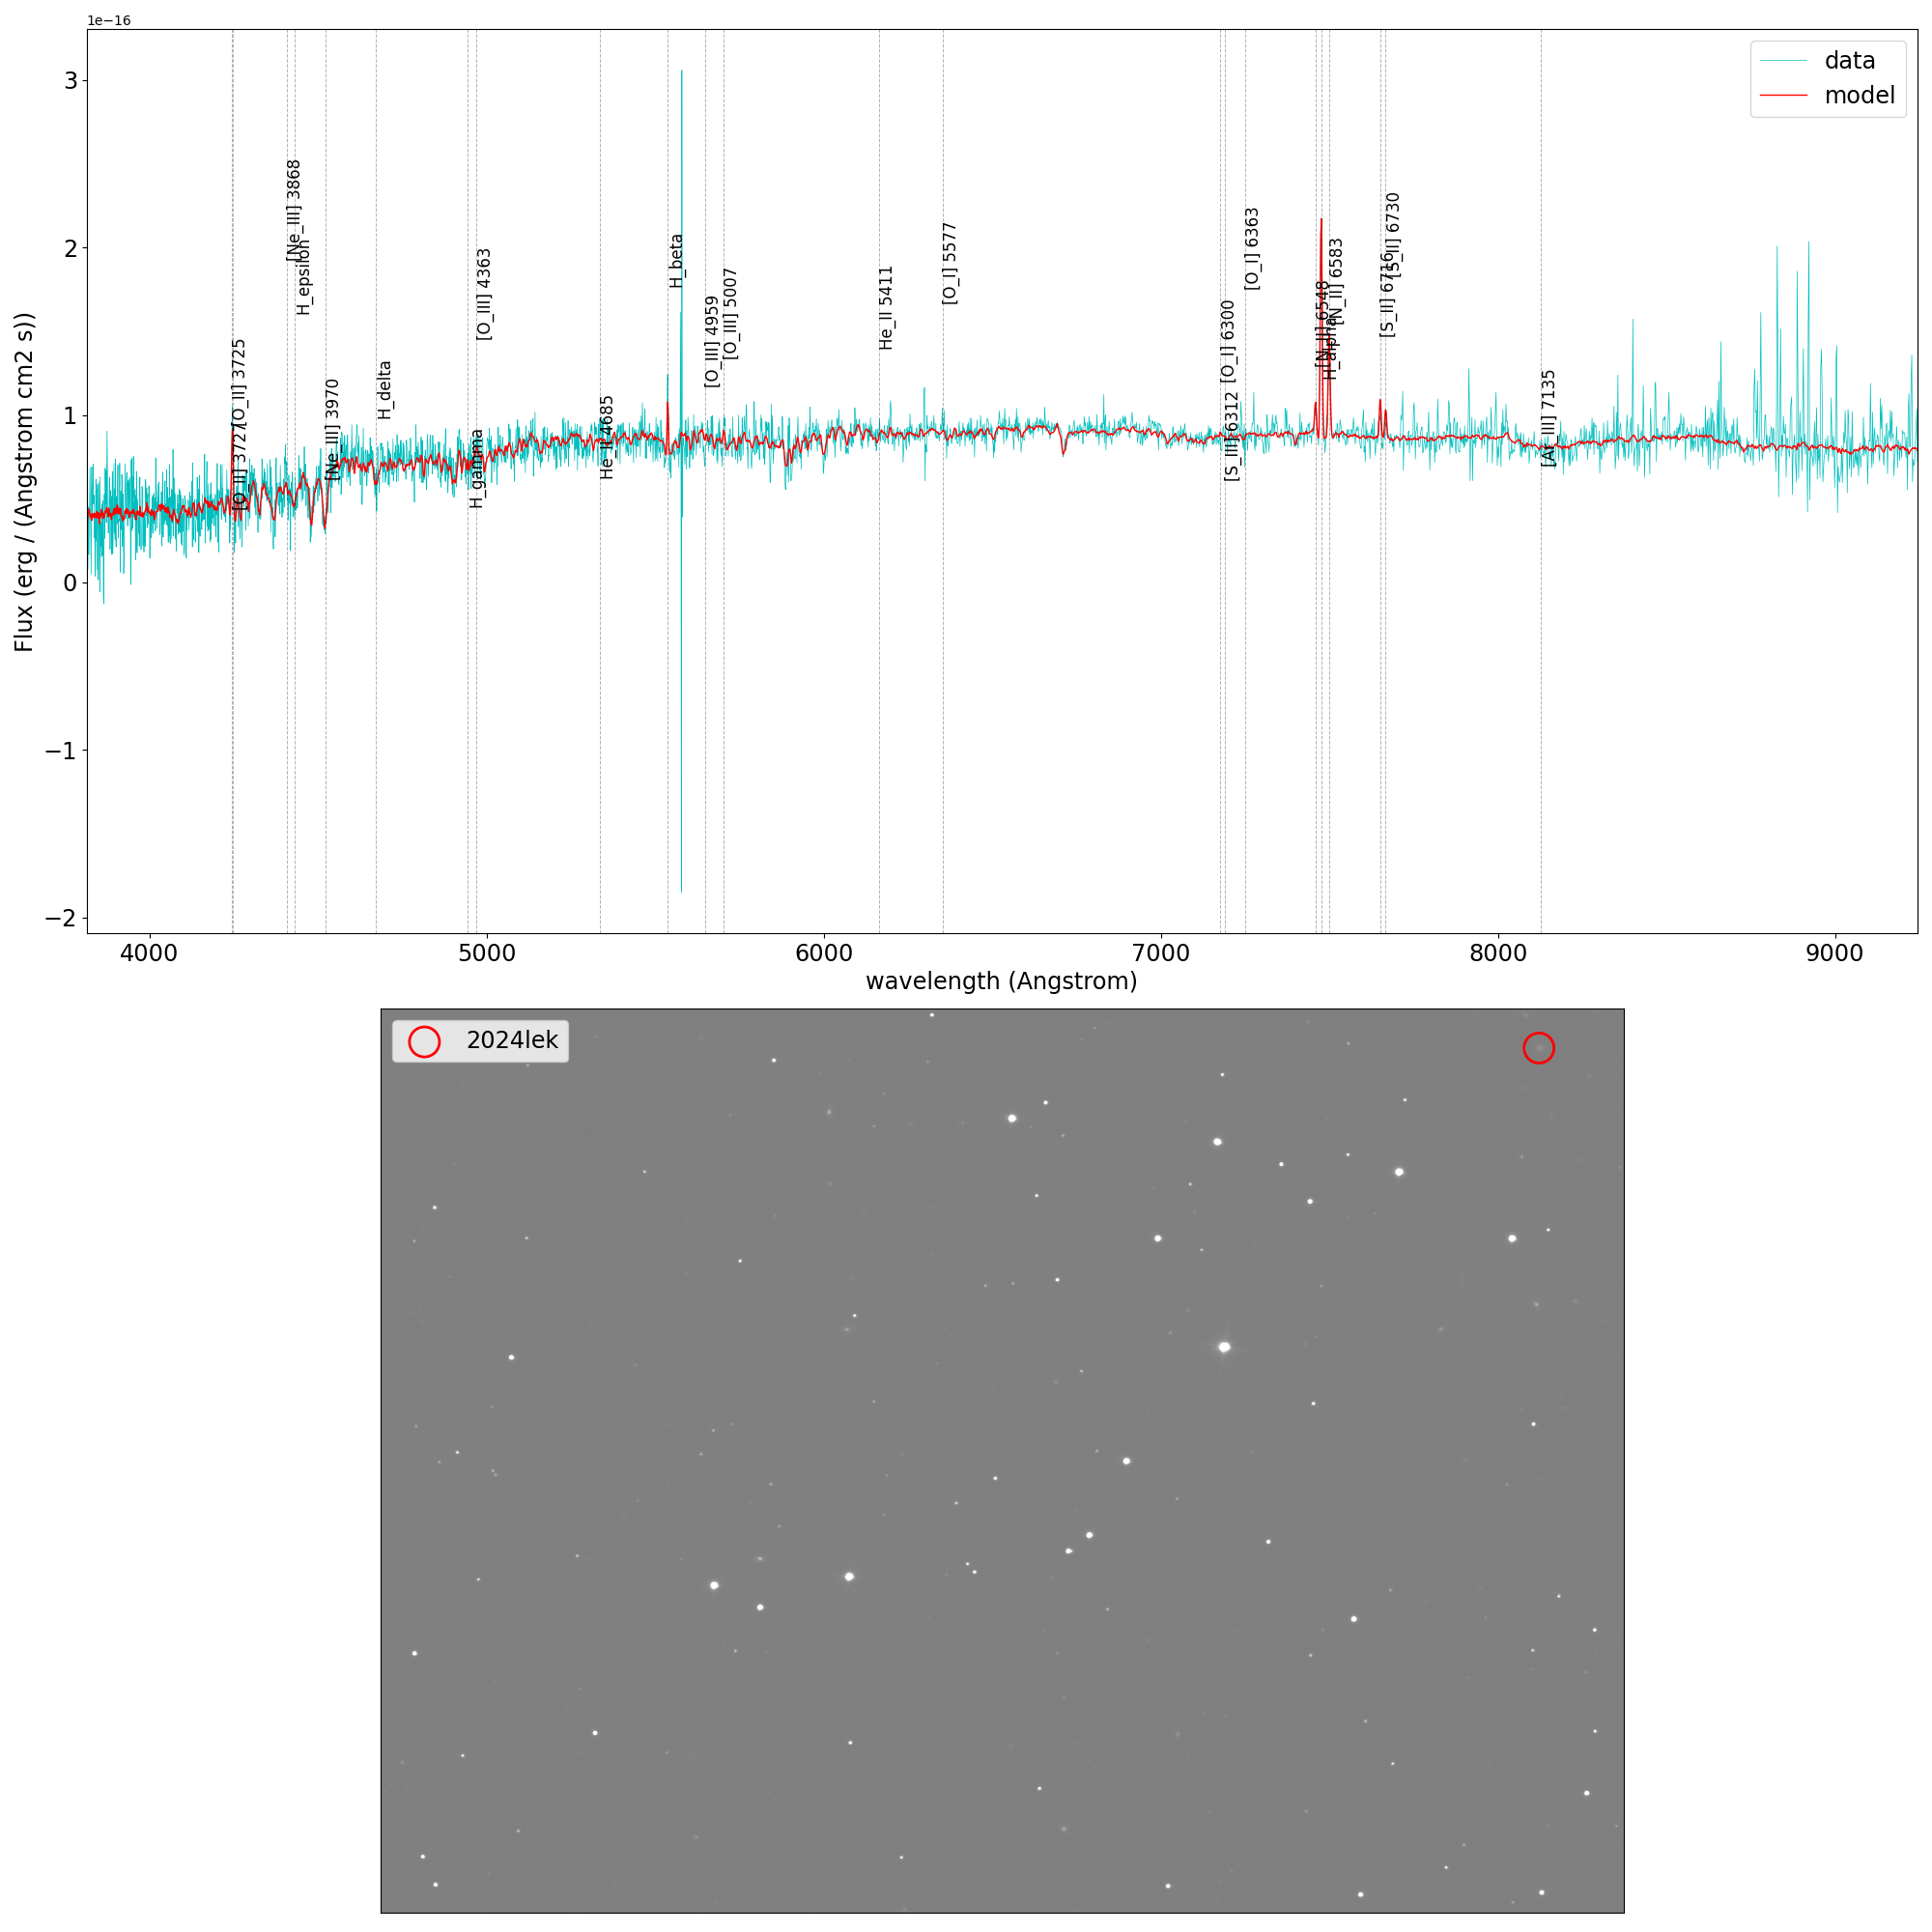 1e−16
data
model
3
2
1
0
−1
−2
Flux (erg / (Angstrom cm2 s))
[O_II] 3727
[O_II] 3725
[Ne_III] 3868
H_epsilon
[Ne_III] 3970
H_delta
H_gamma
[O_III] 4363
He_II 4685
H_beta
[O_III] 4959
[O_III] 5007
He_II 5411
[O_I] 5577
[O_I] 6300
[S_III] 6312
[O_I] 6363
[N_II] 6548
H_alpha
[N_II] 6583
[S_II] 6716
[S_II] 6730
[Ar_III] 7135
4000 5000 6000 7000 8000 9000
wavelength (Angstrom)
2024lek